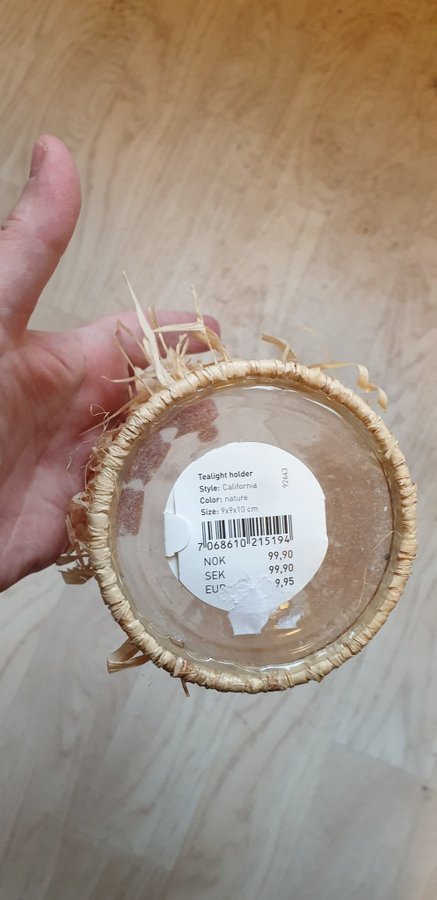 Tealight holder
Style: California
Color: nature
Size: 9x9x10 cm
92643
7 068610 215194
NOK 99,90
SEK 99,90
EUR 9,95